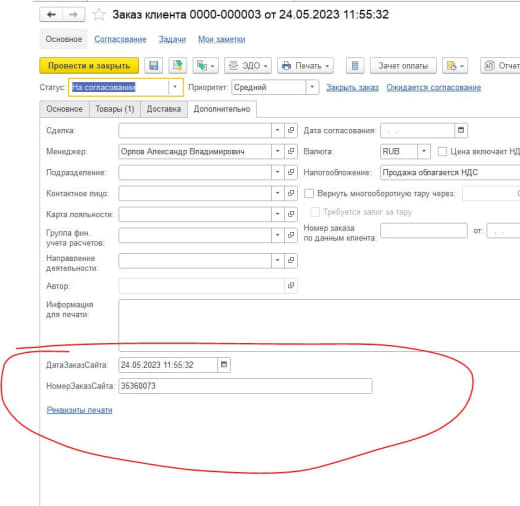 Заказ клиента 0000-000003 от 24.05.2023 11:55:32
Основное Согласование Задачи Мои заметки
Провести и закрыть ЭДО Печать Зачет оплаты Отчет
Статус: На согласовании Приоритет: Средний Закрыть заказ Ожидается согласование
Основное Товары (1) Доставка Дополнительно
Сделка: Дата согласования: . .
Менеджер: Орлов Александр Владимирович Валюта: RUB Цена включает НД
Подразделение: Налогообложение: Продажа облагается НДС
Контактное лицо: Вернуть многооборотную тару через: 0
Карта лояльности: Требуется залог за тару
Группа фин. учета расчетов: Номер заказа по данным клиента: от: . .
Направление деятельности:
Автор:
Информация для печати:
ДатаЗаказСайта: 24.05.2023 11:55:32
НомерЗаказСайта: 35360073
Реквизиты печати